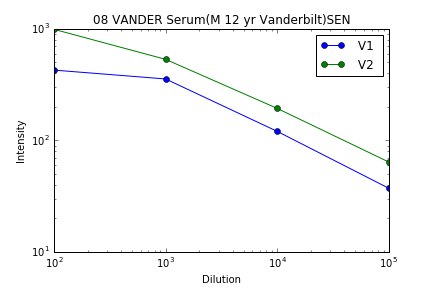 08 VANDER Serum(M 12 yr Vanderbilt)SEN
V1
V2
Intensity
10³
10²
10¹
10² 10³ 10⁴ 10⁵
Dilution